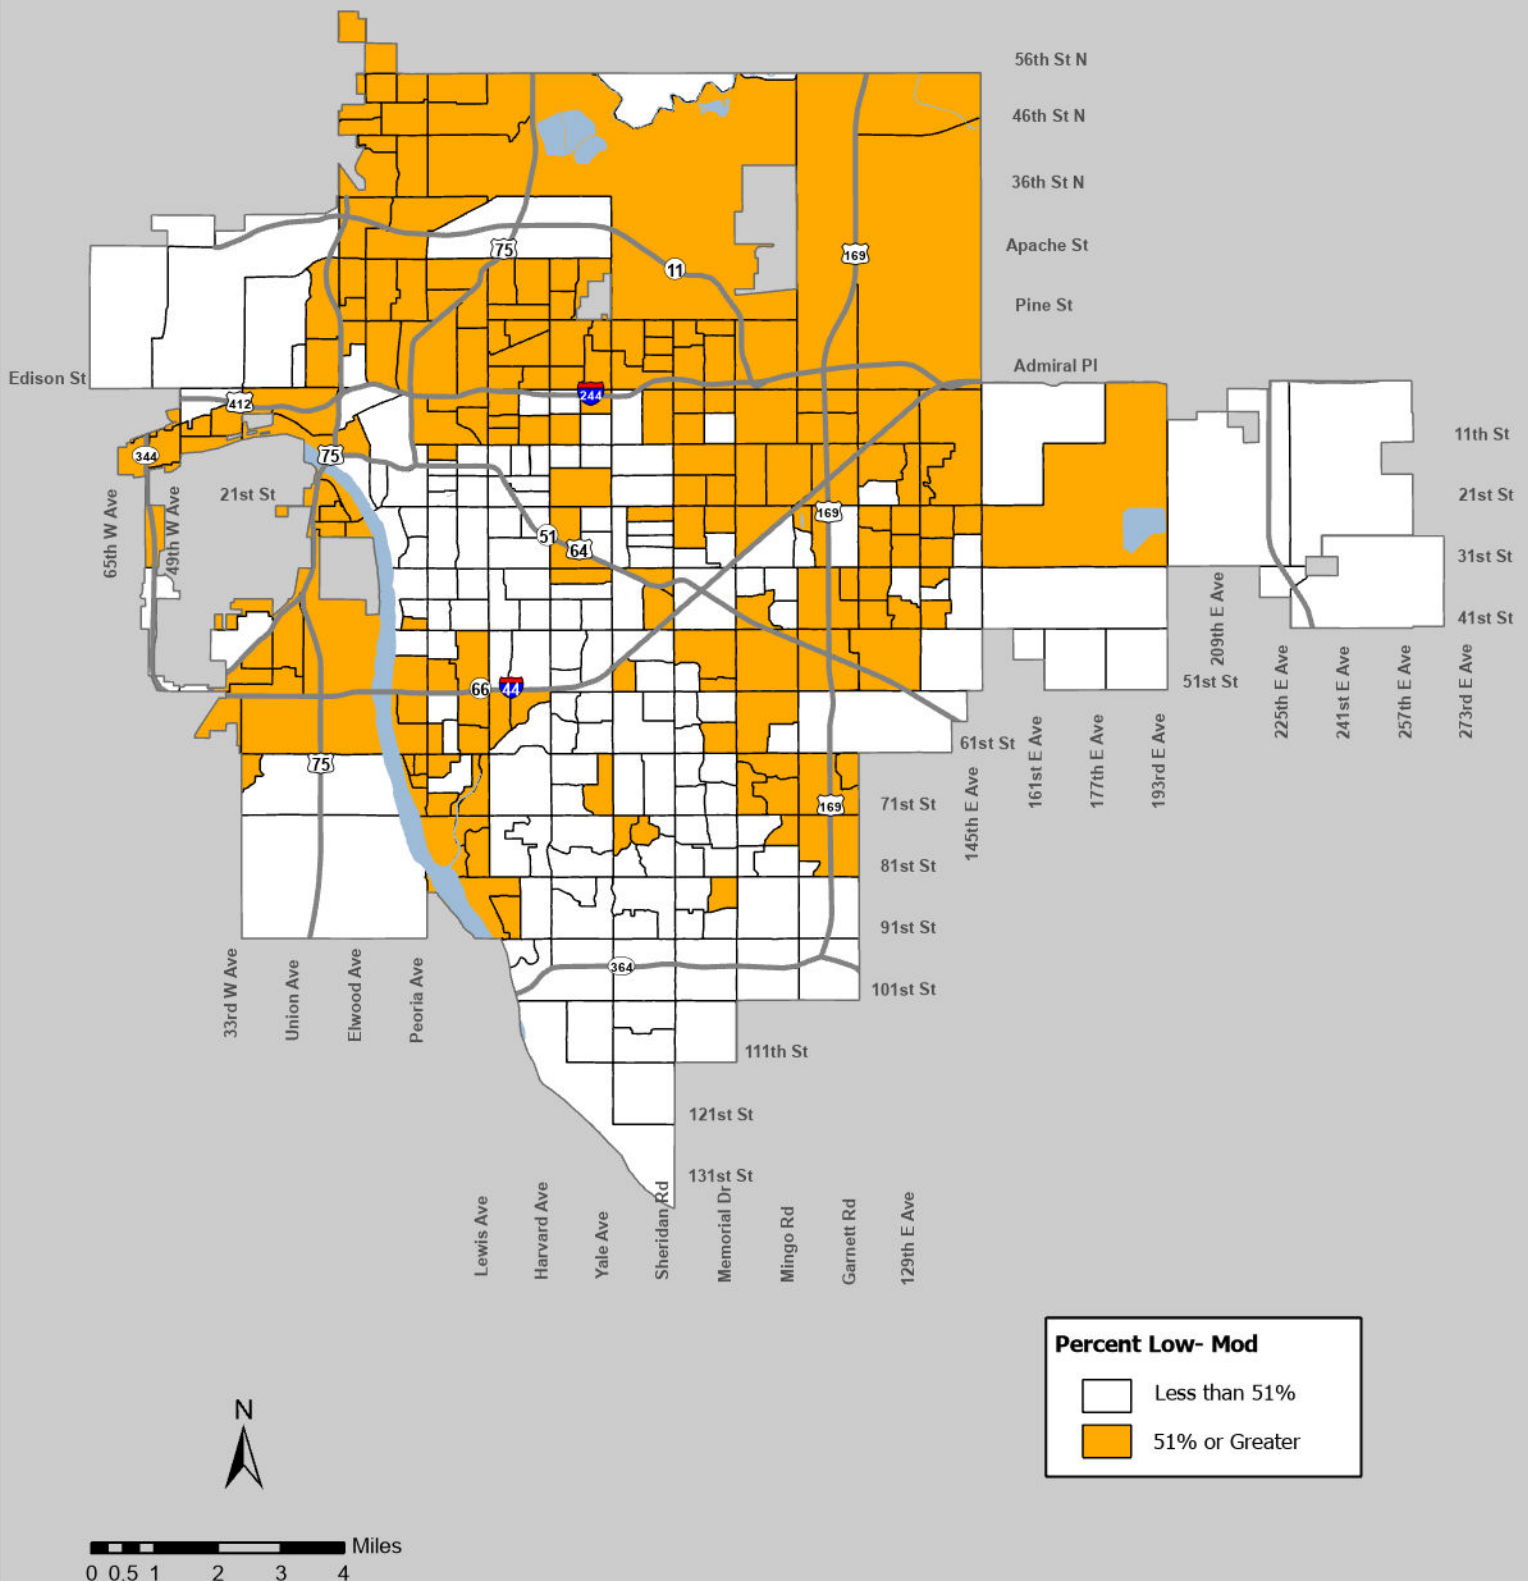 56th St N
46th St N
36th St N
Apache St
75
169
11
Pine St
Admiral Pl
Edison St
244
412
11th St
344
75
21st St
21st St
169
51
64
65th W Ave
49th W Ave
31st St
209th E Ave
41st St
66
44
51st St
225th E Ave
241st E Ave
257th E Ave
273rd E Ave
61st St
161st E Ave
177th E Ave
193rd E Ave
75
145th E Ave
169
71st St
81st St
91st St
33rd W Ave
Union Ave
Elwood Ave
Peoria Ave
364
101st St
111th St
121st St
131st St
Lewis Ave
Harvard Ave
Yale Ave
Sheridan Rd
Memorial Dr
Mingo Rd
Garnett Rd
129th E Ave
Percent Low- Mod
Less than 51%
51% or Greater
N
Miles
0 0.5 1 2 3 4